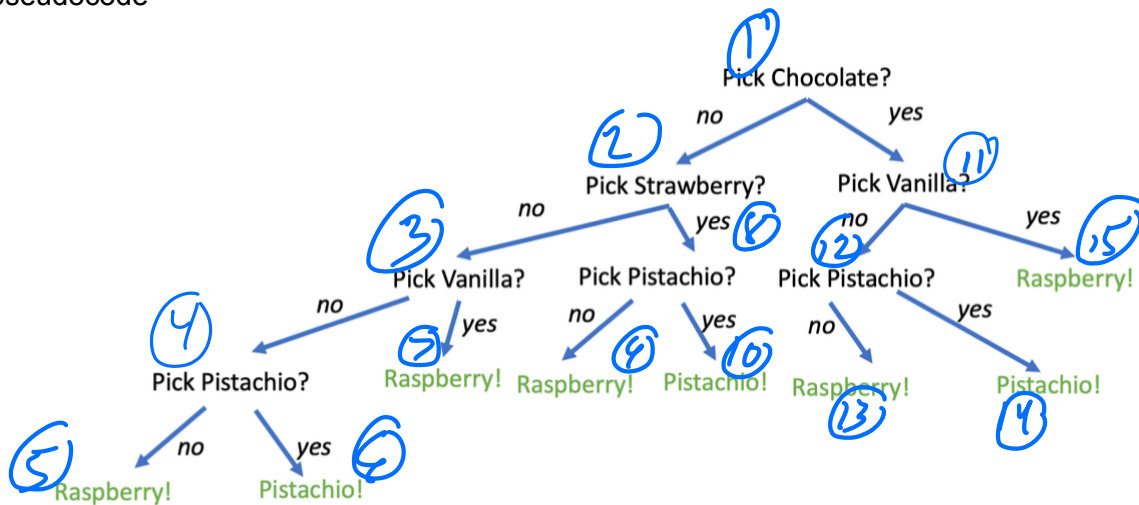 pseudocode
1
Pick Chocolate?
no yes
2 11
Pick Strawberry? Pick Vanilla?
no yes 8 no yes
3 12 15
Pick Vanilla? Pick Pistachio? Pick Pistachio? Raspberry!
no yes no yes no yes
4 7 9 10
Pick Pistachio? Raspberry! Raspberry! Pistachio! Raspberry! Pistachio!
13 14
no yes
5 6
Raspberry! Pistachio!